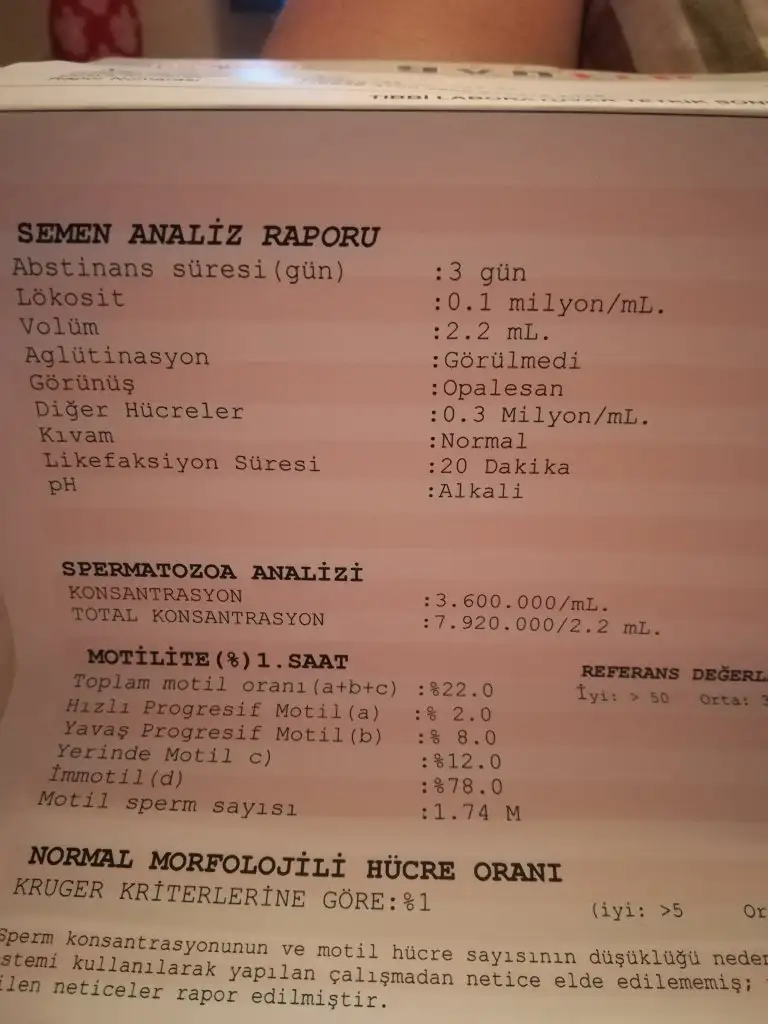 TIBBİ LABORATUVAR TETKİK
SEMEN ANALİZ RAPORU
Abstinans süresi(gün) :3 gün
Lökosit :0.1 milyon/mL.
Volüm :2.2 mL.
Aglütinasyon :Görülmedi
Görünüş :Opalesan
Diğer Hücreler :0.3 Milyon/mL.
Kıvam :Normal
Likefaksiyon Süresi :20 Dakika
pH :Alkali
SPERMATOZOA ANALİZİ
KONSANTRASYON :3.600.000/mL.
TOTAL KONSANTRASYON :7.920.000/2.2 mL.
MOTİLİTE(%)1.SAAT REFERANS DEĞERL
Toplam motil oranı(a+b+c) :%22.0 İyi: > 50 Orta: 3
Hızlı Progresif Motil(a) :% 2.0
Yavaş Progresif Motil(b) :% 8.0
Yerinde Motil c) :%12.0
İmmotil(d) :%78.0
Motil sperm sayısı :1.74 M
NORMAL MORFOLOJİLİ HÜCRE ORANI
KRUGER KRİTERLERİNE GÖRE:%1 (iyi: >5 Or
Sperm konsantrasyonunun ve motil hücre sayısının düşüklüğü neden
stemi kullanılarak yapılan çalışmadan netice elde edilememiş;
ilen neticeler rapor edilmiştir.